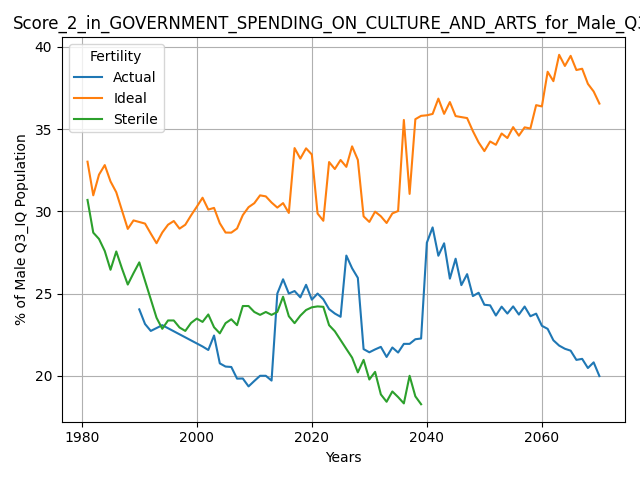 Score_2_in_GOVERNMENT_SPENDING_ON_CULTURE_AND_ARTS_for_Male_Q3
Fertility
Actual
Ideal
Sterile
% of Male Q3_IQ Population
40
35
30
25
20
1980 2000 2020 2040 2060
Years